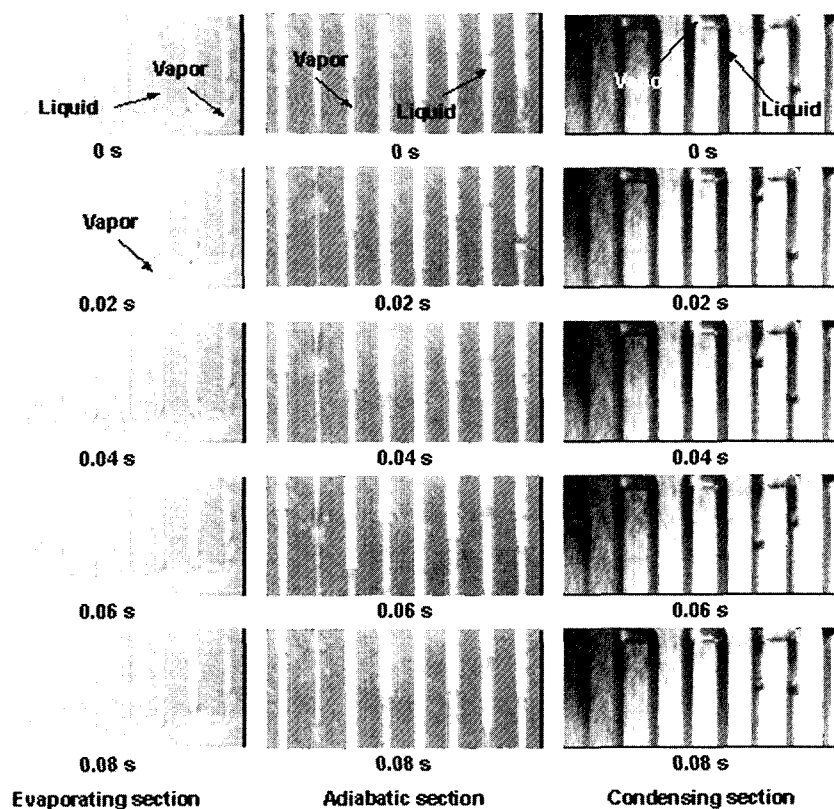 Vapor
Liquid
Vapor
Liquid
Liquid
0 s 0 s 0 s
Vapor
0.02 s 0.02 s 0.02 s
0.04 s 0.04 s 0.04 s
0.06 s 0.06 s 0.06 s
0.08 s 0.08 s 0.08 s
Evaporating section Adiabatic section Condensing section